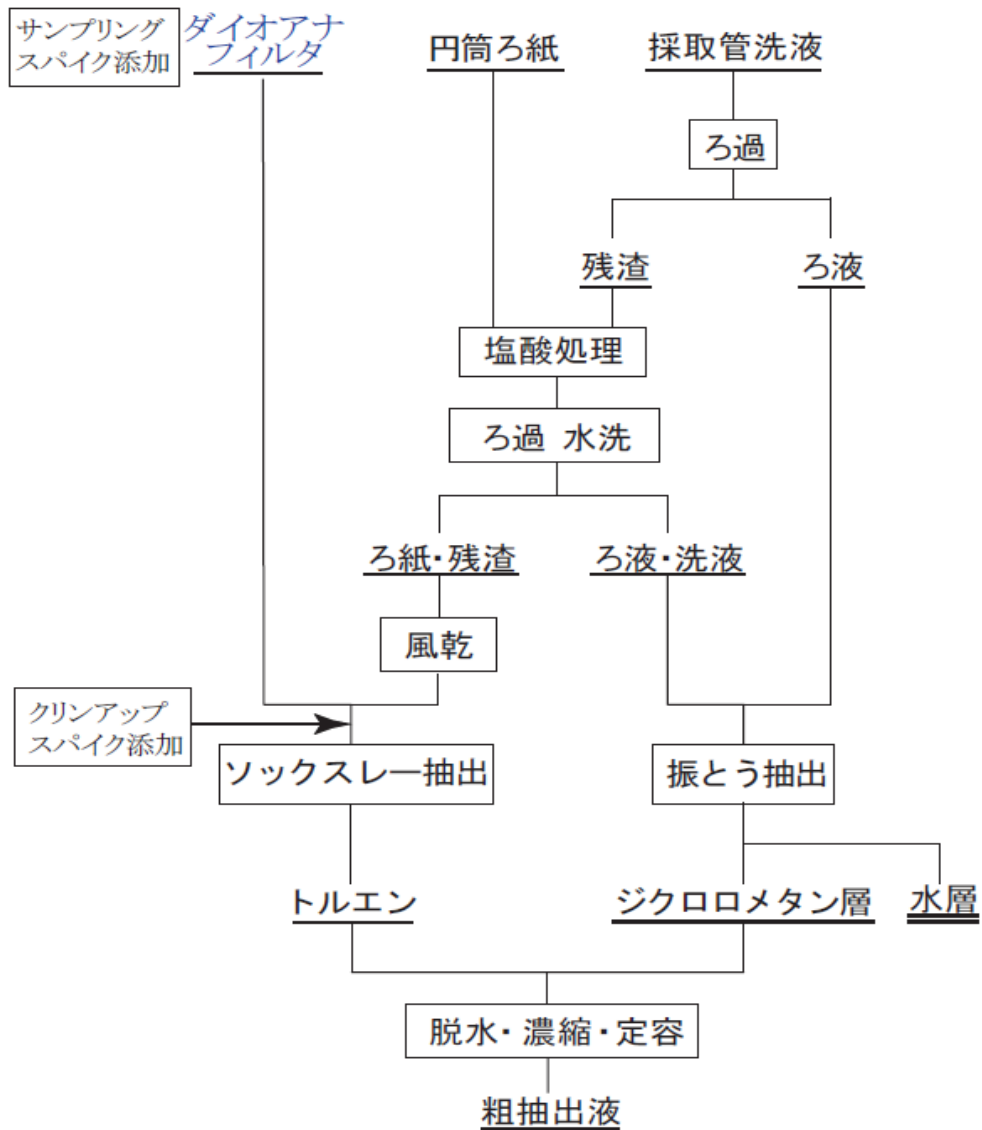 サンプリング
スパイク添加
ダイオアナ
フィルタ
円筒ろ紙
採取管洗液
ろ過
残渣
ろ液
塩酸処理
ろ過 水洗
ろ紙・残渣
ろ液・洗液
風乾
クリンアップ
スパイク添加
ソックスレー抽出
振とう抽出
トルエン
ジクロロメタン層
水層
脱水・濃縮・定容
粗抽出液